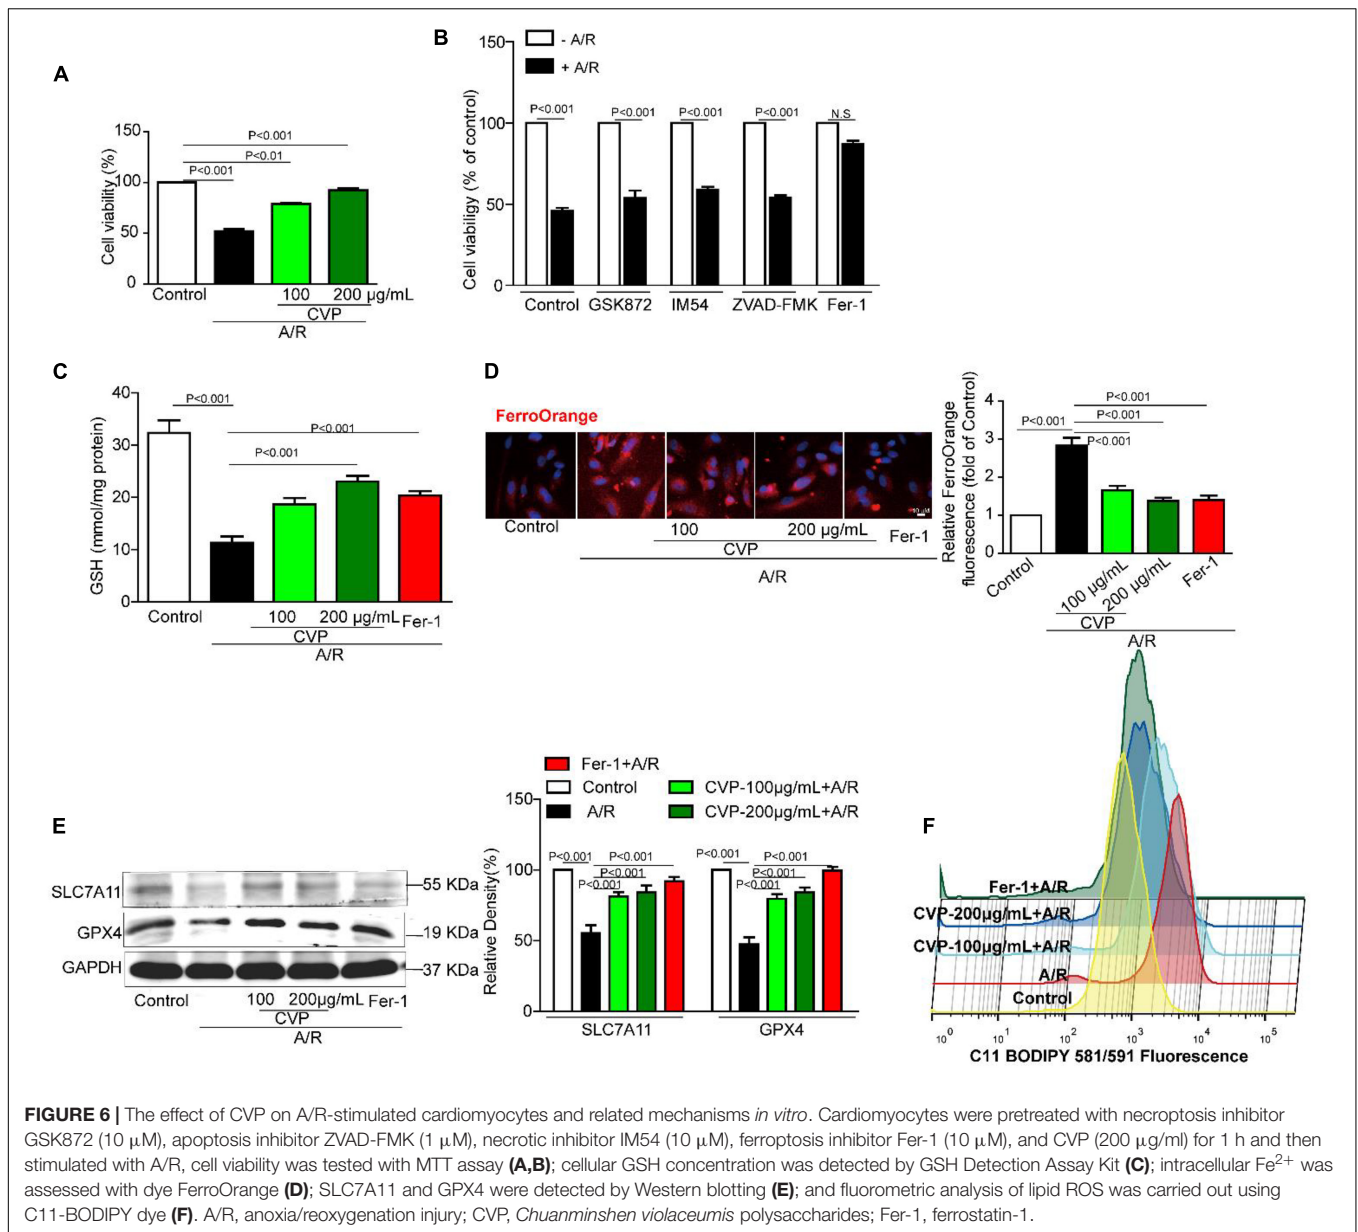 A
Cell viability (%)
150
100
50
0
P<0.001
P<0.01
P<0.001
Control
100
200 µg/mL
CVP
A/R
B
Cell viabiligy (% of control)
150
100
50
0
- A/R
+ A/R
P<0.001
P<0.001
P<0.001
P<0.001
N.S
Control
GSK872
IM54
ZVAD-FMK
Fer-1
C
GSH (mmol/mg protein)
40
30
20
10
0
P<0.001
P<0.001
P<0.001
Control
100
200 µg/mL
Fer-1
CVP
A/R
D
FerroOrange
10 µM
Control
100
200 µg/mL
Fer-1
CVP
A/R
Relative FerroOrange
fluorescence (fold of Control)
4
3
2
1
0
P<0.001
P<0.001
P<0.001
P<0.001
Control
100 µg/mL
200 µg/mL
Fer-1
CVP
A/R
E
SLC7A11
55 KDa
GPX4
19 KDa
GAPDH
37 KDa
Control
100
200µg/mL
Fer-1
CVP
A/R
Fer-1+A/R
Control
CVP-100µg/mL+A/R
A/R
CVP-200µg/mL+A/R
Relative Density(%)
150
100
50
0
P<0.001
P<0.001
P<0.001
P<0.001
P<0.001
P<0.001
P<0.001
P<0.001
SLC7A11
GPX4
F
Fer-1+A/R
CVP-200µg/mL+A/R
CVP-100µg/mL+A/R
A/R
Control
10^0
10^1
10^2
10^3
10^4
10^5
C11 BODIPY 581/591 Fluorescence
FIGURE 6 | The effect of CVP on A/R-stimulated cardiomyocytes and related mechanisms in vitro. Cardiomyocytes were pretreated with necroptosis inhibitor
GSK872 (10 µM), apoptosis inhibitor ZVAD-FMK (1 µM), necrotic inhibitor IM54 (10 µM), ferroptosis inhibitor Fer-1 (10 µM), and CVP (200 µg/ml) for 1 h and then
stimulated with A/R, cell viability was tested with MTT assay (A,B); cellular GSH concentration was detected by GSH Detection Assay Kit (C); intracellular Fe2+ was
assessed with dye FerroOrange (D); SLC7A11 and GPX4 were detected by Western blotting (E); and fluorometric analysis of lipid ROS was carried out using
C11-BODIPY dye (F). A/R, anoxia/reoxygenation injury; CVP, Chuanminshen violaceumis polysaccharides; Fer-1, ferrostatin-1.